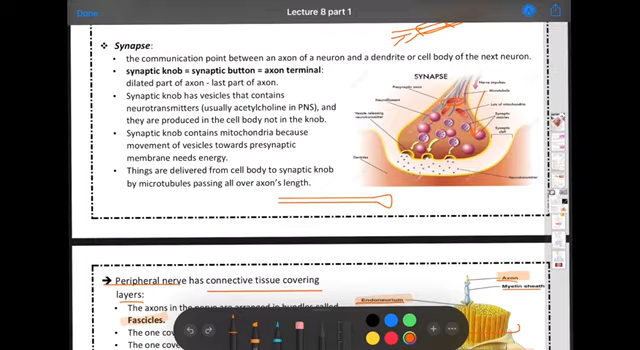 Done
Lecture 8 part 1
❖ Synapse:
• the communication point between an axon of a neuron and a dendrite or cell body of the next neuron.
• synaptic knob = synaptic button = axon terminal:
dilated part of axon - last part of axon.
• Synaptic knob has vesicles that contains
neurotransmitters (usually acetylcholine in PNS), and
they are produced in the cell body not in the knob.
• Synaptic knob contains mitochondria because
movement of vesicles towards presynaptic
membrane needs energy.
• Things are delivered from cell body to synaptic knob
by microtubules passing all over axon's length.
SYNAPSE
Nerve impulses
Presynaptic axon
Microtubule
Neurofilament
Lots of mitochondria
Vesicle releasing
neurotransmitter
Synaptic
vesicles
Synaptic
cleft
Dendrites
Neurotransmitter
➔ Peripheral nerve has connective tissue covering
layers:
• The axons in the nerve are arranged in bundles called
Fascicles.
• The one cov
• The one cove
Axon
Myelin sheath
Endoneurium